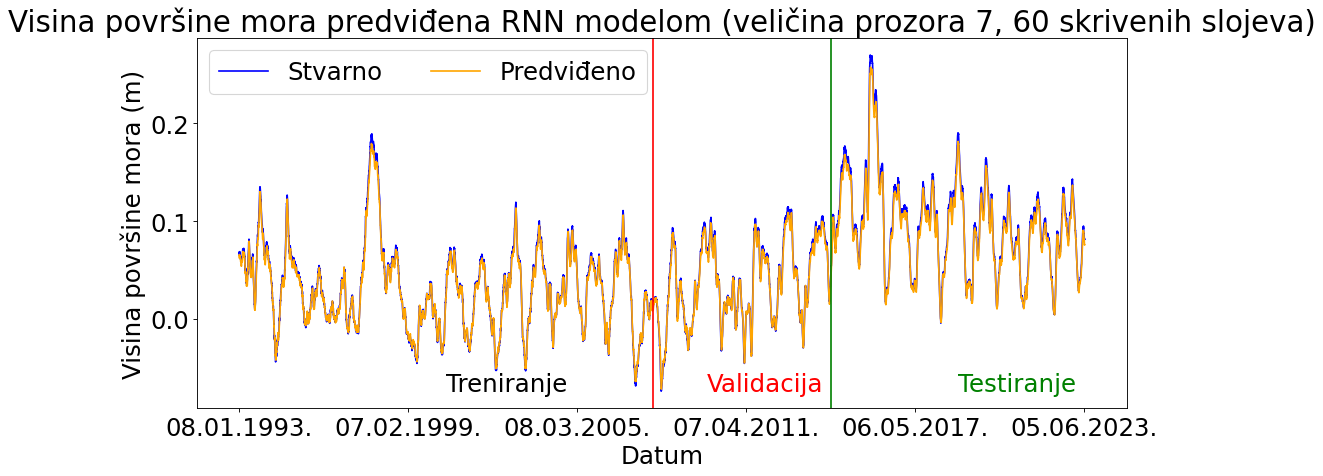 Visina površine mora predviđena RNN modelom (veličina prozora 7, 60 skrivenih slojeva)
Stvarno
Predviđeno
Visina površine mora (m)
0.2
0.1
0.0
Treniranje
Validacija
Testiranje
08.01.1993.
07.02.1999.
08.03.2005.
07.04.2011.
06.05.2017.
05.06.2023.
Datum